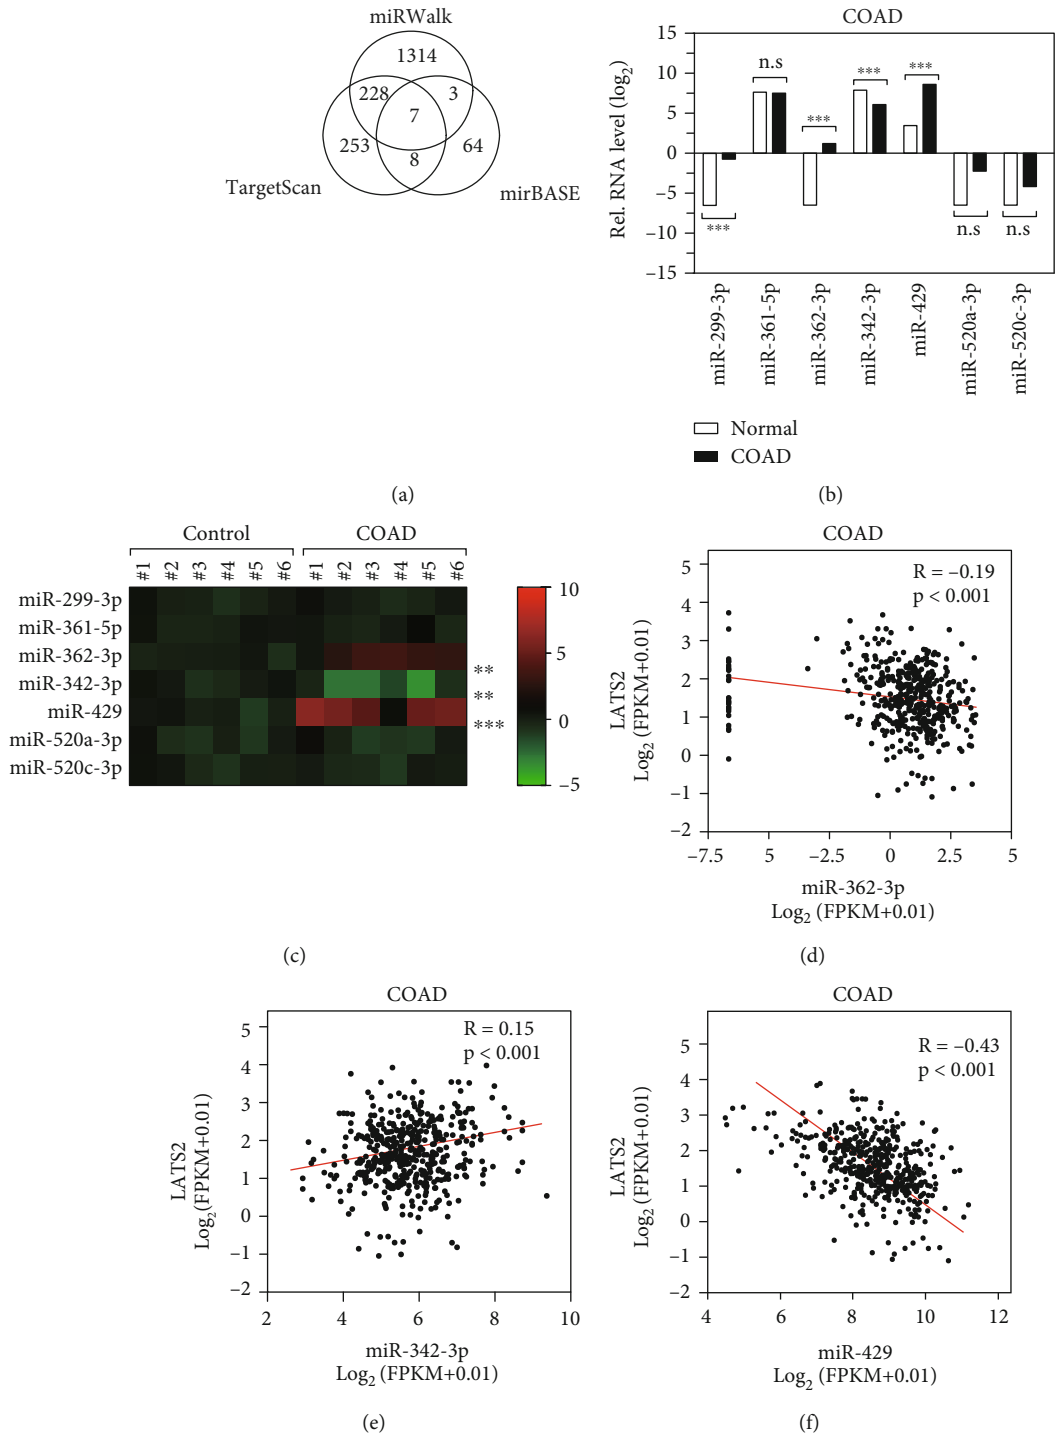 miRWalk
1314
228
3
7
253
8
64
TargetScan
mirBASE
(a)
COAD
Rel. RNA level (log₂)
15
10
5
0
−5
−10
−15
***
n.s
***
***
***
n.s
n.s
miR-299-3p
miR-361-5p
miR-362-3p
miR-342-3p
miR-429
miR-520a-3p
miR-520c-3p
Normal
COAD
(b)
Control
COAD
#1
#2
#3
#4
#5
#6
#1
#2
#3
#4
#5
#6
miR-299-3p
miR-361-5p
miR-362-3p
miR-342-3p
miR-429
miR-520a-3p
miR-520c-3p
**
**
***
10
5
0
−5
(c)
COAD
R = −0.19
p < 0.001
LATS2
Log₂ (FPKM+0.01)
5
4
3
2
1
0
−1
−2
−7.5
5
−2.5
0
2.5
5
miR-362-3p
Log₂ (FPKM+0.01)
(d)
COAD
R = 0.15
p < 0.001
LATS2
Log₂(FPKM+0.01)
5
4
3
2
1
0
−1
−2
2
4
6
8
10
miR-342-3p
Log₂ (FPKM+0.01)
(e)
COAD
R = −0.43
p < 0.001
LATS2
Log₂ (FPKM+0.01)
5
4
3
2
1
0
−1
−2
4
6
8
10
12
miR-429
Log₂ (FPKM+0.01)
(f)